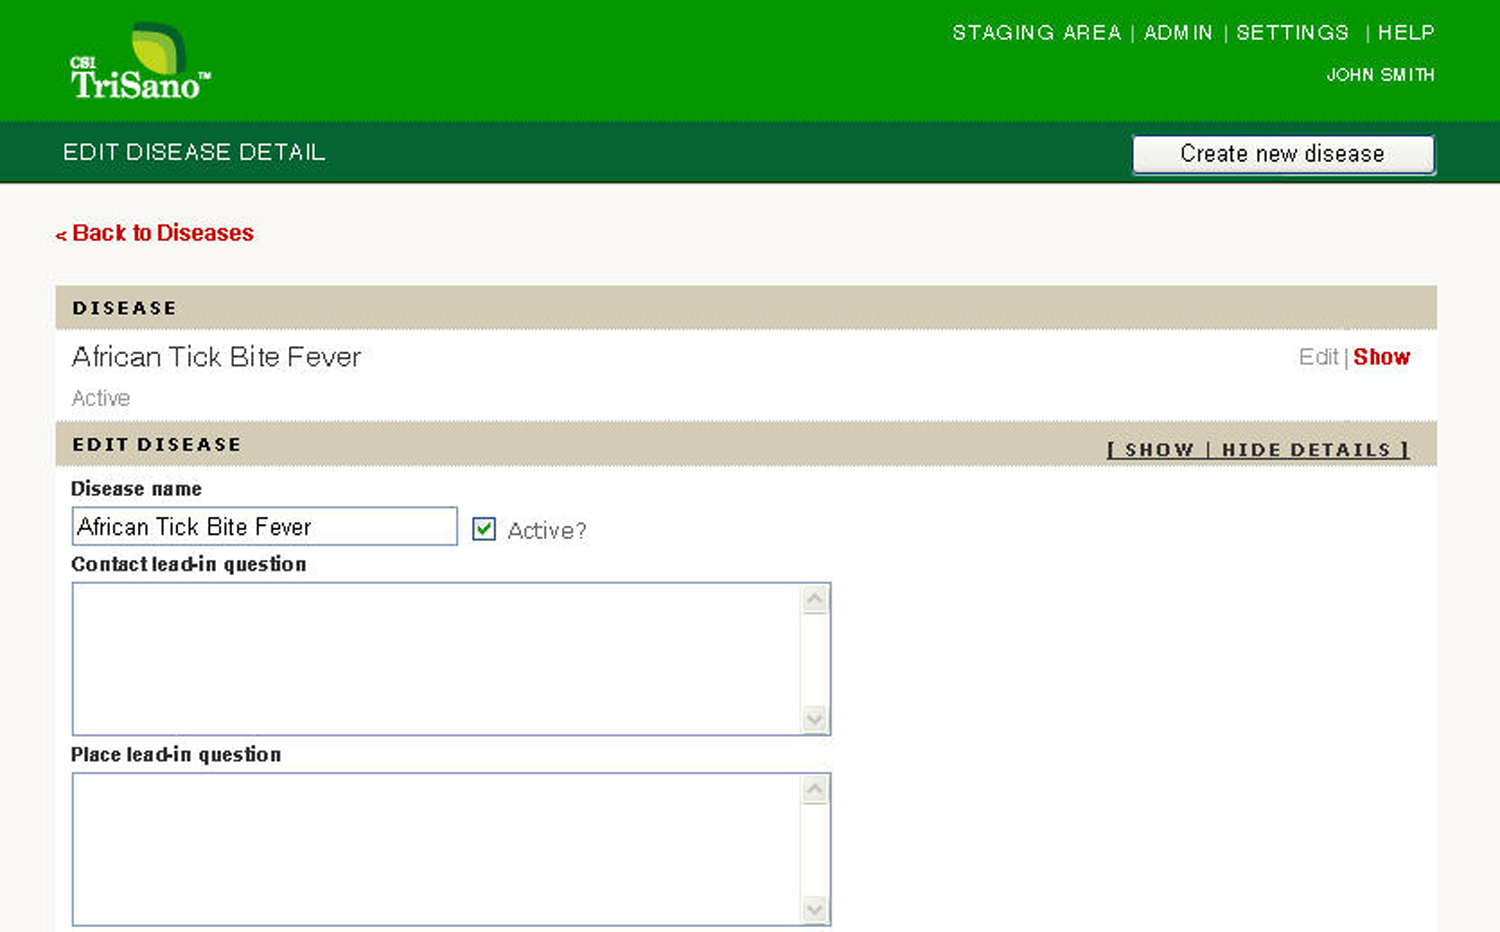 STAGING AREA | ADMIN | SETTINGS | HELP
CSI
TriSano™
JOHN SMITH
EDIT DISEASE DETAIL
Create new disease
< Back to Diseases
DISEASE
African Tick Bite Fever
Edit | Show
Active
EDIT DISEASE
[ SHOW | HIDE DETAILS ]
Disease name
African Tick Bite Fever
Active?
Contact lead-in question
Place lead-in question